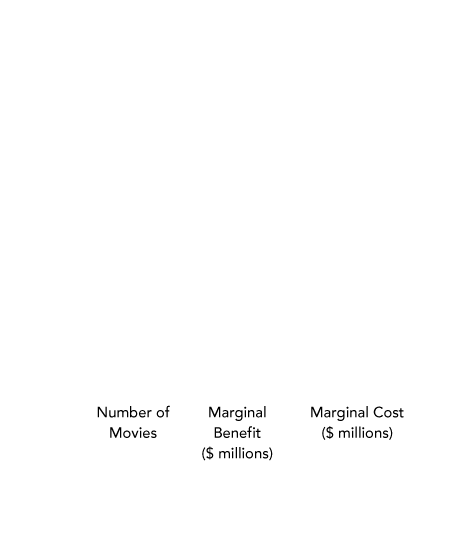 Number of Marginal Marginal Cost
Movies Benefit ($ millions)
($ millions)